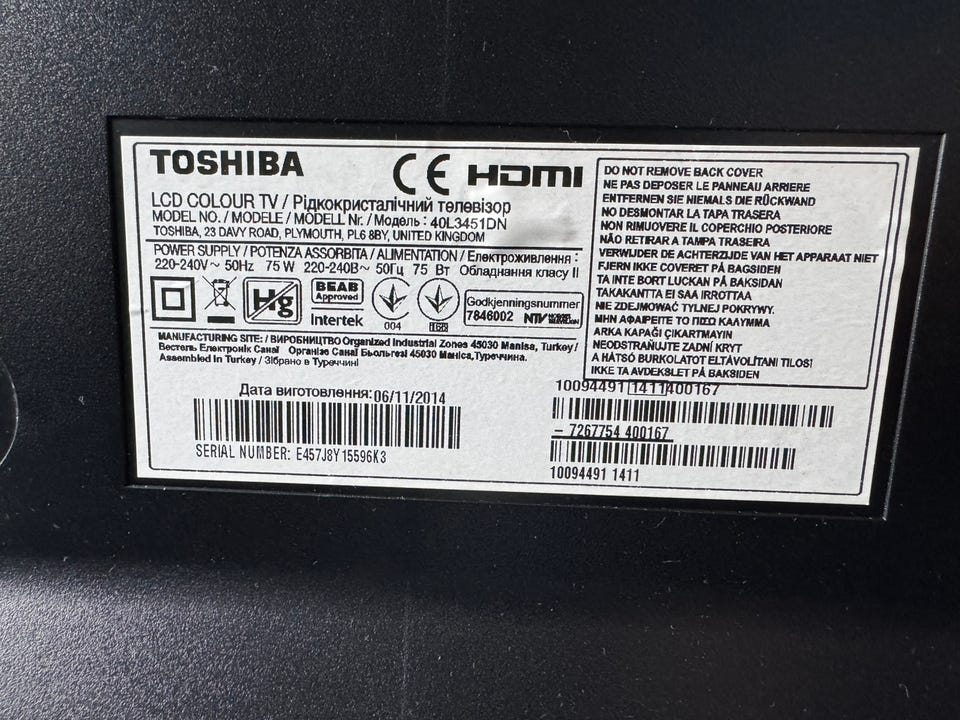 TOSHIBA
CE HDMI
LCD COLOUR TV / Рідкокристалічний телевізор
MODEL NO. / MODELE / MODELL Nr. / Модель: 40L3451DN
TOSHIBA, 23 DAVY ROAD, PLYMOUTH, PL6 8BY, UNITED KINGDOM
POWER SUPPLY / POTENZA ASSORBITA / ALIMENTATION / Електроживлення:
220-240V~ 50Hz 75 W 220-240B~ 50Гц 75 Вт Обладнання класу II
Hg
BEAB
Approved
Intertek
004
Godkjenningsnummer
7846002
MANUFACTURING SITE: / ВИРОБНИЦТВО Organized Industrial Zones 45030 Manisa, Turkey/
Вестель Електронік Санаі Організе Санаі Бьольгезі 45030 Маніса,Туреччина.
Assembled in Turkey / Зібрано в Туреччині
DO NOT REMOVE BACK COVER
NE PAS DEPOSER LE PANNEAU ARRIERE
ENTFERNEN SIE NIEMALS DIE RÜCKWAND
NO DESMONTAR LA TAPA TRASERA
NON RIMUOVERE IL COPERCHIO POSTERIORE
NÃO RETIRAR A TAMPA TRASEIRA
VERWIJDER DE ACHTERZIJDE VAN HET APPARAAT NIET
FJERN IKKE COVERET PÅ BAGSIDEN
TA INTE BORT LUCKAN PÅ BAKSIDAN
TAKAKANTTA EI SAA IRROTTAA
NIE ZDEJMOWAĆ TYLNEJ POKRYWY.
ΜΗΝ ΑΦΑΙΡΕΙΤΕ ΤΟ ΠΙΣΩ ΚΑΛΥΜΜΑ
ARKA KAPAĞI ÇIKARTMAYIN
NEODSTRAŇUJTE ZADNÍ KRYT
A HÁTSÓ BURKOLATOT ELTÁVOLÍTANI TILOS!
IKKE TA AVDEKSLET PÅ BAKSIDEN
Дата виготовлення: 06/11/2014
SERIAL NUMBER: E457J8Y15596K3
10094491 1411400167
- 7267754 400167
10094491 1411